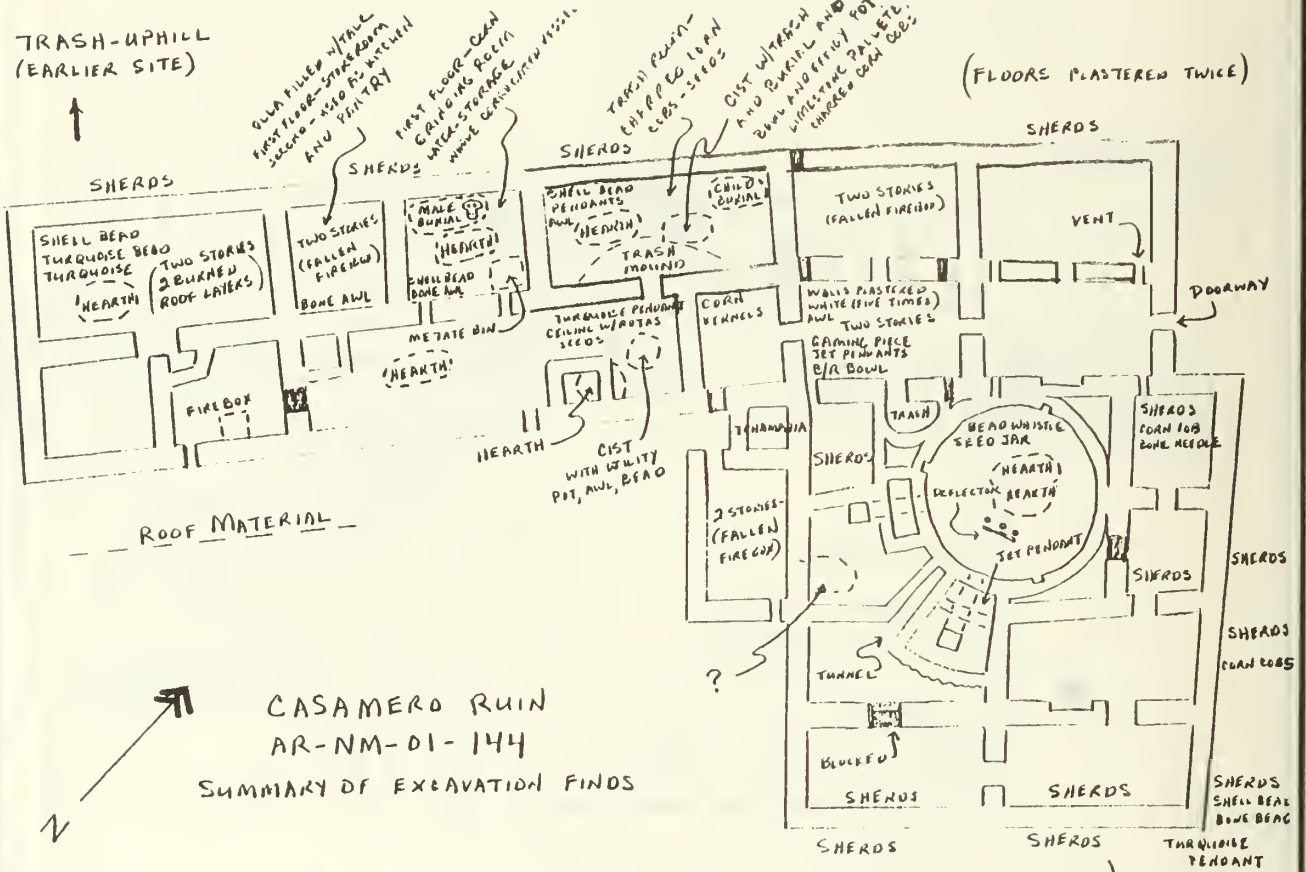 TRASH-UPHILL
(EARLIER SITE)
OLLA FILLED W/TALC
FIRST FLOOR-STOREROOM
SECOND-USED AS KITCHEN
AND PANTRY
FIRST FLOOR-CORN
GRINDING ROOM
WATER-STORAGE
WHOLE CORRUGATED
TRASH
CHARRED CORN
COBS-SEEDS
CIST W/TRASH
AND BURIAL AND
BOWL AND EFFIGY POT,
LIMESTONE PALLETE,
CHARRED CORN COBS
(FLOORS PLASTERED TWICE)
SHERDS
SHERDS
SHERDS
SHERDS
SHELL BEAD
TURQUOISE BEAD
TURQUOISE
HEARTH
(TWO STORIES
2 BURNED
ROOF LAYERS)
TWO STORIES
(FALLEN
FIREBOX)
BONE AWL
MALE
BURIAL
HEARTH
SHELL BEAD
BONE AWL
METATE BIN
SHELL BEAD
PENDANTS
AWL
HEARTH
TRASH
MOUND
CHILD
BURIAL
TWO STORIES
(FALLEN FIREBOX)
VENT
DOORWAY
TURQUOISE PENDANT
CEILING W/
SEEDS
CORN
KERNELS
WALLS PLASTERED
WHITE (FIVE TIMES)
AWL
TWO STORIES
GAMING PIECE
JET PENDANTS
B/R BOWL
FIREBOX
HEARTH
HEARTH
CIST
WITH UTILITY
POT, AWL, BEAD
TCHAMAHIA
TRASH
SHERDS
BEAD WHISTLE
SEED JAR
HEARTH
HEARTH
DEFLECTOR
JET PENDANT
SHERDS
CORN COB
BONE NEEDLE
2 STORIES-
(FALLEN
FIREBOX)
SHERDS
SHERDS
SHERDS
CORN COBS
ROOF MATERIAL
?
TUNNEL
BLOCKED
CASAMERO RUIN
AR-NM-01-144
SUMMARY OF EXCAVATION FINDS
N
SHERDS
SHERDS
SHERDS
SHELL BEAD
BONE BEAD
SHERDS
SHERDS
TURQUOISE
PENDANT